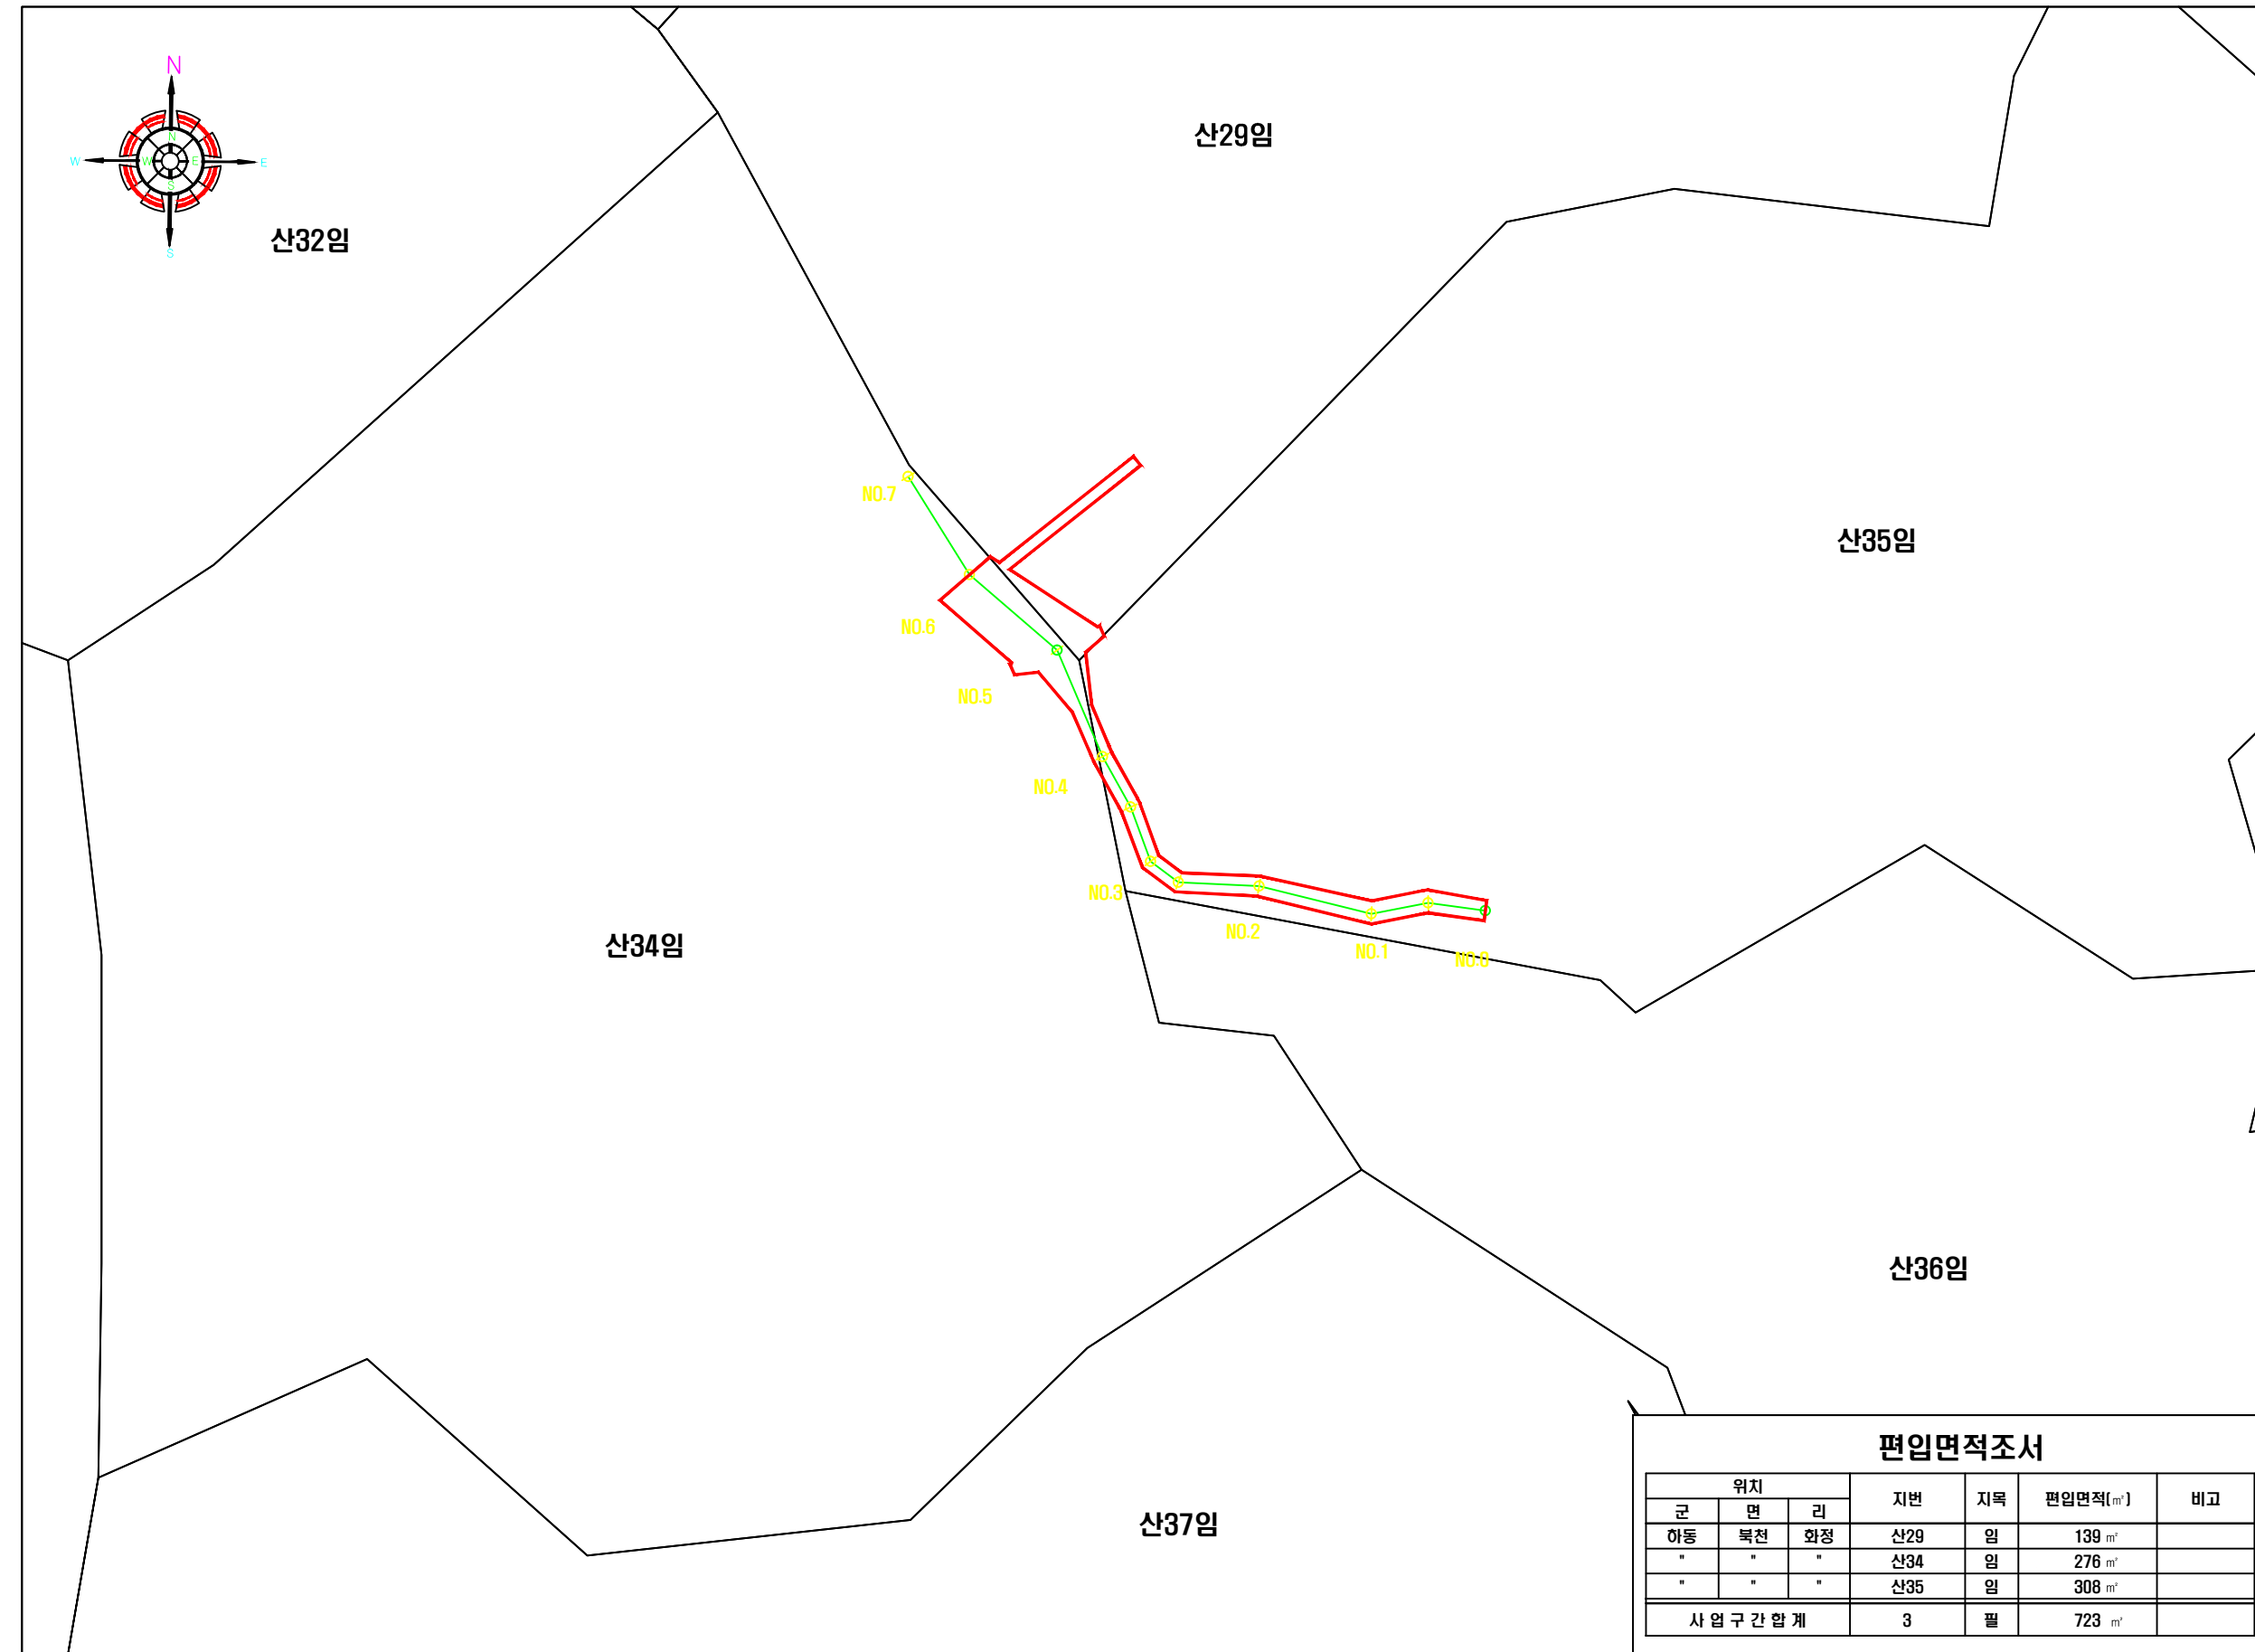 N
N
W
W
E
E
S
S
산29임
산32임
산35임
NO.7
NO.6
NO.5
NO.4
NO.3
NO.2
NO.1
NO.0
산34임
산36임
산37임
편입면적조서
위치 지번 지목 편입면적(㎡) 비고
군 면 리
하동 북천 화정 산29 임 139 ㎡
" " " 산34 임 276 ㎡
" " " 산35 임 308 ㎡
사 업 구 간 합 계 3 필 723 ㎡